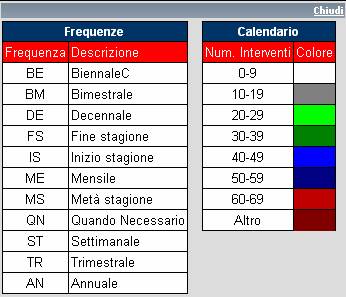 Chiudi
Frequenze
Frequenza Descrizione
BE BiennaleC
BM Bimestrale
DE Decennale
FS Fine stagione
IS Inizio stagione
ME Mensile
MS Metà stagione
QN Quando Necessario
ST Settimanale
TR Trimestrale
AN Annuale
Calendario
Num. Interventi Colore
0-9
10-19
20-29
30-39
40-49
50-59
60-69
Altro